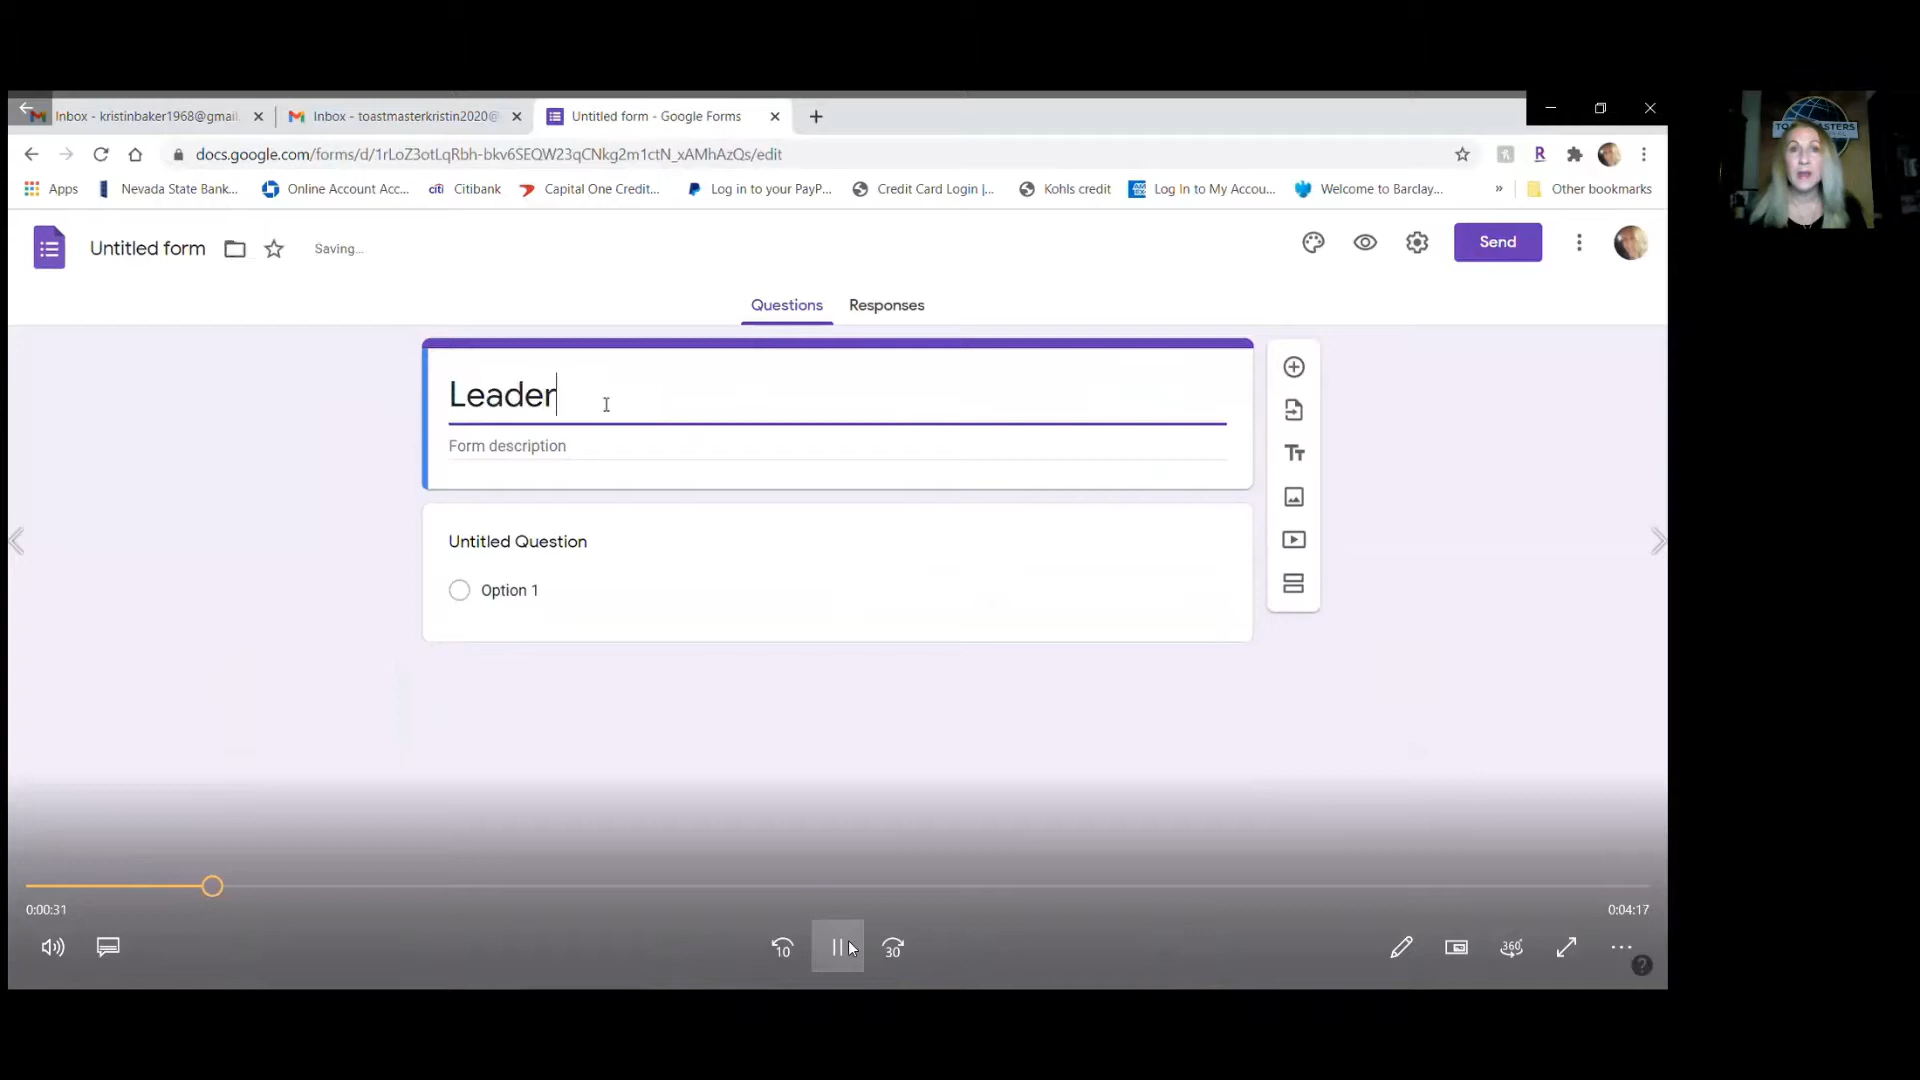 Inbox - kristinbaker1968@gmail.
Inbox - toastmasterkristin2020@
Untitled form - Google Forms
docs.google.com/forms/d/1rLoZ3otLqRbh-bkv6SEQW23qCNkg2m1ctN_xAMhAzQs/edit
R
Apps
Nevada State Bank...
Online Account Acc...
citi
Citibank
Capital One Credit...
Log in to your PayP...
Credit Card Login |...
Kohls credit
Log In to My Accou...
Welcome to Barclay...
»
Other bookmarks
Untitled form
Saving...
Send
Questions
Responses
Leader
Form description
Tт
Untitled Question
Option 1
0:00:31
0:04:17
10
30
360
?